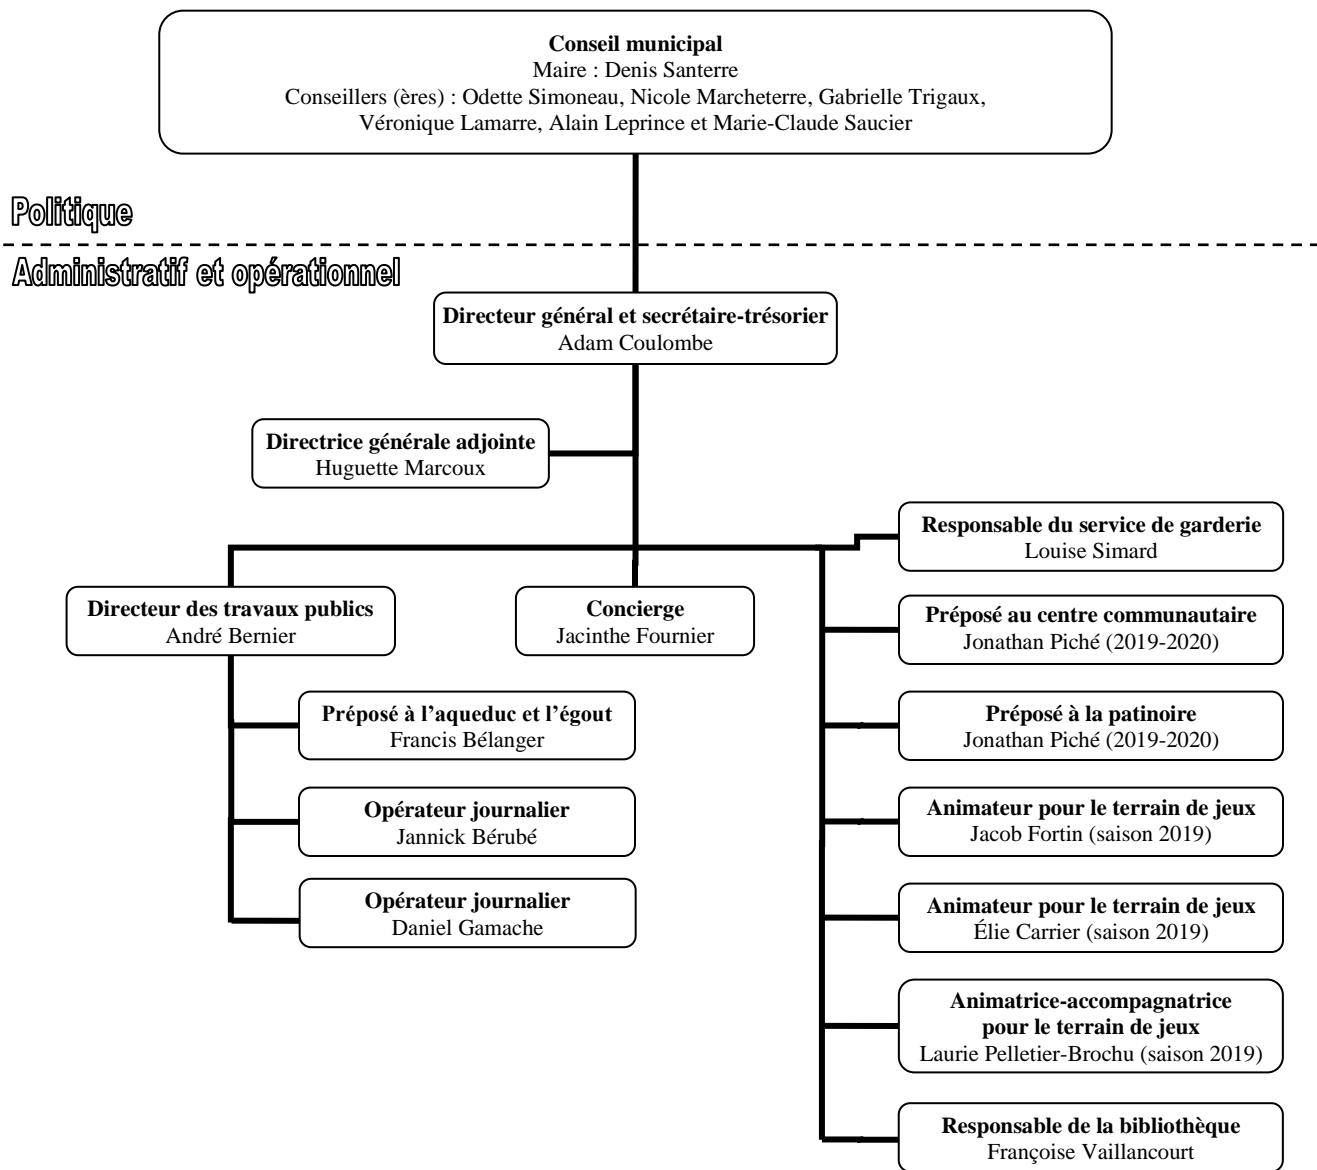 Conseil municipal
Maire : Denis Santerre
Conseillers (ères) : Odette Simoneau, Nicole Marcheterre, Gabrielle Trigaux,
Véronique Lamarre, Alain Leprince et Marie-Claude Saucier
Politique
Administratif et opérationnel
Directeur général et secrétaire-trésorier
Adam Coulombe
Directrice générale adjointe
Huguette Marcoux
Directeur des travaux publics
André Bernier
Préposé à l’aqueduc et l’égout
Francis Bélanger
Opérateur journalier
Jannick Bérubé
Opérateur journalier
Daniel Gamache
Concierge
Jacinthe Fournier
Responsable du service de garderie
Louise Simard
Préposé au centre communautaire
Jonathan Piché (2019-2020)
Préposé à la patinoire
Jonathan Piché (2019-2020)
Animateur pour le terrain de jeux
Jacob Fortin (saison 2019)
Animateur pour le terrain de jeux
Élie Carrier (saison 2019)
Animatrice-accompagnatrice
pour le terrain de jeux
Laurie Pelletier-Brochu (saison 2019)
Responsable de la bibliothèque
Françoise Vaillancourt